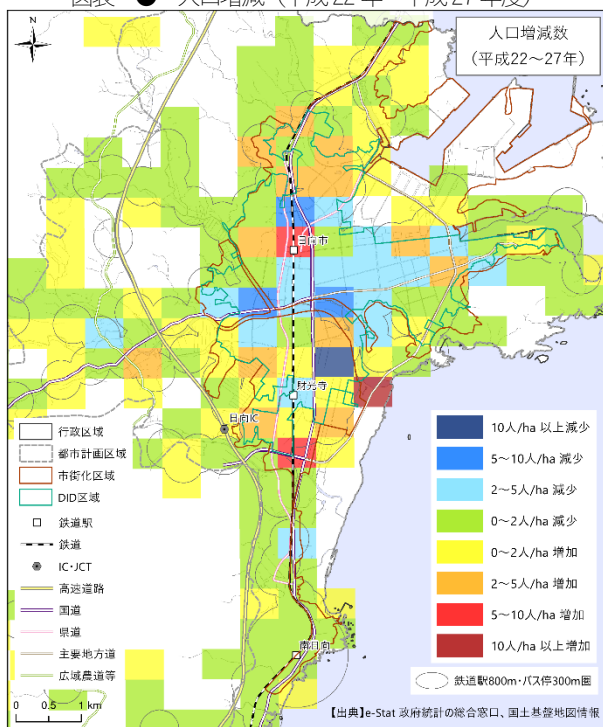 図表 ● 人口増減（平成22年～平成27年度）
N
人口増減数
（平成22～27年）
日向市
財光寺
日向IC
南日向
行政区域
都市計画区域
市街化区域
DID区域
鉄道駅
鉄道
IC・JCT
高速道路
国道
県道
主要地方道
広域農道等
0 0.5 1 km
10人/ha 以上減少
5～10人/ha 減少
2～5人/ha 減少
0～2人/ha 減少
0～2人/ha 増加
2～5人/ha 増加
5～10人/ha 増加
10人/ha 以上増加
鉄道駅800m・バス停300m圏
【出典】e-Stat 政府統計の総合窓口、国土基盤地図情報